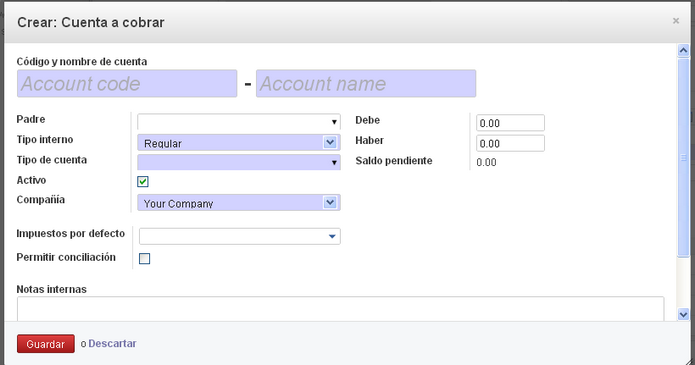 Crear: Cuenta a cobrar
×
Código y nombre de cuenta
Account code - Account name
Padre
Debe 0.00
Tipo interno Regular
Haber 0.00
Tipo de cuenta
Saldo pendiente 0.00
Activo
Compañía Your Company
Impuestos por defecto
Permitir conciliación
Notas internas
Guardar o Descartar